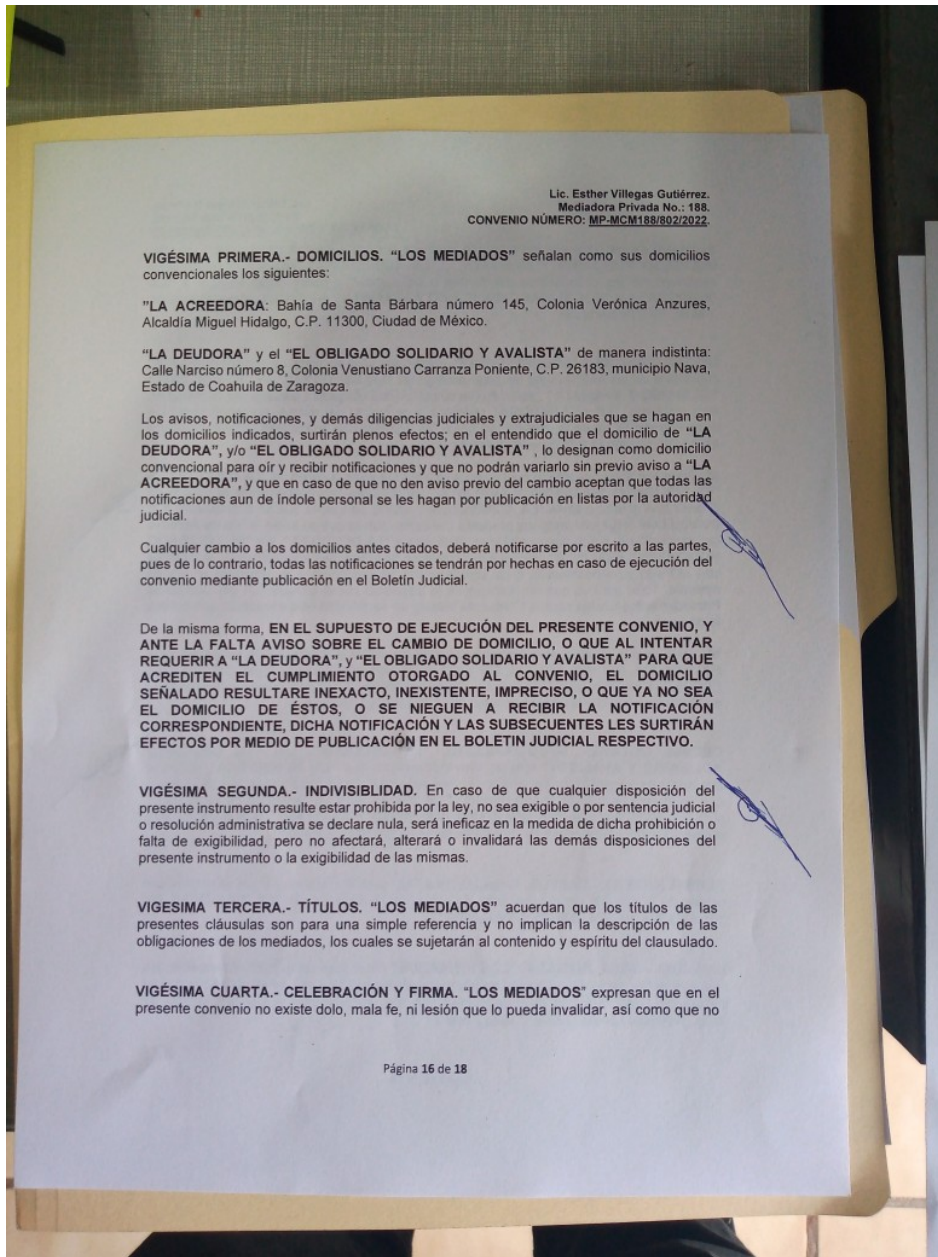 Lic. Esther Villegas Gutiérrez.
Mediadora Privada No.: 188.
CONVENIO NÚMERO: MP-MCM188/802/2022.
VIGÉSIMA PRIMERA.- DOMICILIOS. “LOS MEDIADOS” señalan como sus domicilios
convencionales los siguientes:
"LA ACREEDORA: Bahía de Santa Bárbara número 145, Colonia Verónica Anzures,
Alcaldía Miguel Hidalgo, C.P. 11300, Ciudad de México.
“LA DEUDORA” y el “EL OBLIGADO SOLIDARIO Y AVALISTA” de manera indistinta:
Calle Narciso número 8, Colonia Venustiano Carranza Poniente, C.P. 26183, municipio Nava,
Estado de Coahuila de Zaragoza.
Los avisos, notificaciones, y demás diligencias judiciales y extrajudiciales que se hagan en
los domicilios indicados, surtirán plenos efectos; en el entendido que el domicilio de “LA
DEUDORA”, y/o “EL OBLIGADO SOLIDARIO Y AVALISTA” , lo designan como domicilio
convencional para oír y recibir notificaciones y que no podrán variarlo sin previo aviso a “LA
ACREEDORA”, y que en caso de que no den aviso previo del cambio aceptan que todas las
notificaciones aun de índole personal se les hagan por publicación en listas por la autoridad
judicial.
Cualquier cambio a los domicilios antes citados, deberá notificarse por escrito a las partes,
pues de lo contrario, todas las notificaciones se tendrán por hechas en caso de ejecución del
convenio mediante publicación en el Boletín Judicial.
De la misma forma, EN EL SUPUESTO DE EJECUCIÓN DEL PRESENTE CONVENIO, Y
ANTE LA FALTA AVISO SOBRE EL CAMBIO DE DOMICILIO, O QUE AL INTENTAR
REQUERIR A “LA DEUDORA”, y “EL OBLIGADO SOLIDARIO Y AVALISTA” PARA QUE
ACREDITEN EL CUMPLIMIENTO OTORGADO AL CONVENIO, EL DOMICILIO
SEÑALADO RESULTARE INEXACTO, INEXISTENTE, IMPRECISO, O QUE YA NO SEA
EL DOMICILIO DE ÉSTOS, O SE NIEGUEN A RECIBIR LA NOTIFICACIÓN
CORRESPONDIENTE, DICHA NOTIFICACIÓN Y LAS SUBSECUENTES LES SURTIRÁN
EFECTOS POR MEDIO DE PUBLICACIÓN EN EL BOLETIN JUDICIAL RESPECTIVO.
VIGÉSIMA SEGUNDA.- INDIVISIBLIDAD. En caso de que cualquier disposición del
presente instrumento resulte estar prohibida por la ley, no sea exigible o por sentencia judicial
o resolución administrativa se declare nula, será ineficaz en la medida de dicha prohibición o
falta de exigibilidad, pero no afectará, alterará o invalidará las demás disposiciones del
presente instrumento o la exigibilidad de las mismas.
VIGESIMA TERCERA.- TÍTULOS. “LOS MEDIADOS” acuerdan que los títulos de las
presentes cláusulas son para una simple referencia y no implican la descripción de las
obligaciones de los mediados, los cuales se sujetarán al contenido y espíritu del clausulado.
VIGÉSIMA CUARTA.- CELEBRACIÓN Y FIRMA. “LOS MEDIADOS” expresan que en el
presente convenio no existe dolo, mala fe, ni lesión que lo pueda invalidar, así como que no
Página 16 de 18